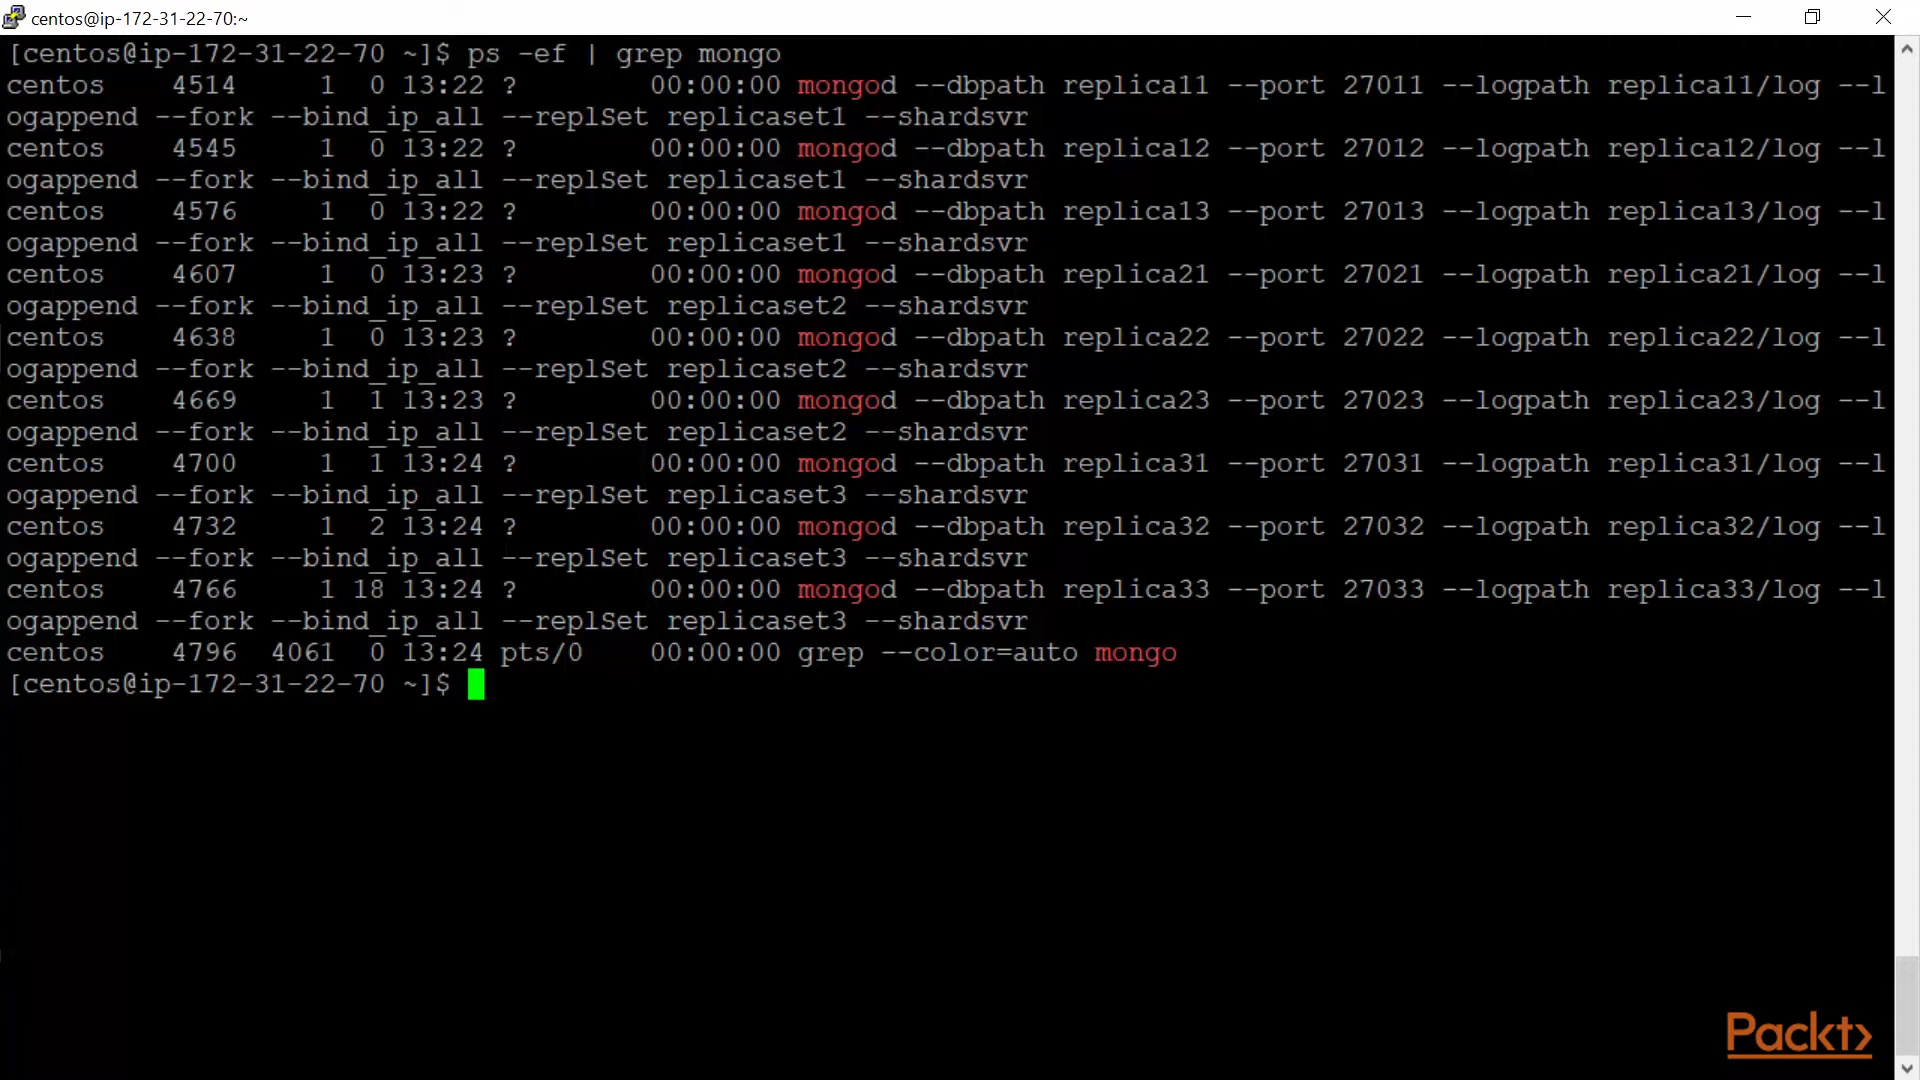 centos@ip-172-31-22-70:~
[centos@ip-172-31-22-70 ~]$ ps -ef | grep mongo
centos    4514     1  0 13:22 ?        00:00:00 mongod --dbpath replica11 --port 27011 --logpath replica11/log --l
ogappend --fork --bind_ip_all --replSet replicaset1 --shardsvr
centos    4545     1  0 13:22 ?        00:00:00 mongod --dbpath replica12 --port 27012 --logpath replica12/log --l
ogappend --fork --bind_ip_all --replSet replicaset1 --shardsvr
centos    4576     1  0 13:22 ?        00:00:00 mongod --dbpath replica13 --port 27013 --logpath replica13/log --l
ogappend --fork --bind_ip_all --replSet replicaset1 --shardsvr
centos    4607     1  0 13:23 ?        00:00:00 mongod --dbpath replica21 --port 27021 --logpath replica21/log --l
ogappend --fork --bind_ip_all --replSet replicaset2 --shardsvr
centos    4638     1  0 13:23 ?        00:00:00 mongod --dbpath replica22 --port 27022 --logpath replica22/log --l
ogappend --fork --bind_ip_all --replSet replicaset2 --shardsvr
centos    4669     1  1 13:23 ?        00:00:00 mongod --dbpath replica23 --port 27023 --logpath replica23/log --l
ogappend --fork --bind_ip_all --replSet replicaset2 --shardsvr
centos    4700     1  1 13:24 ?        00:00:00 mongod --dbpath replica31 --port 27031 --logpath replica31/log --l
ogappend --fork --bind_ip_all --replSet replicaset3 --shardsvr
centos    4732     1  2 13:24 ?        00:00:00 mongod --dbpath replica32 --port 27032 --logpath replica32/log --l
ogappend --fork --bind_ip_all --replSet replicaset3 --shardsvr
centos    4766     1 18 13:24 ?        00:00:00 mongod --dbpath replica33 --port 27033 --logpath replica33/log --l
ogappend --fork --bind_ip_all --replSet replicaset3 --shardsvr
centos    4796  4061  0 13:24 pts/0    00:00:00 grep --color=auto mongo
[centos@ip-172-31-22-70 ~]$
Packt>